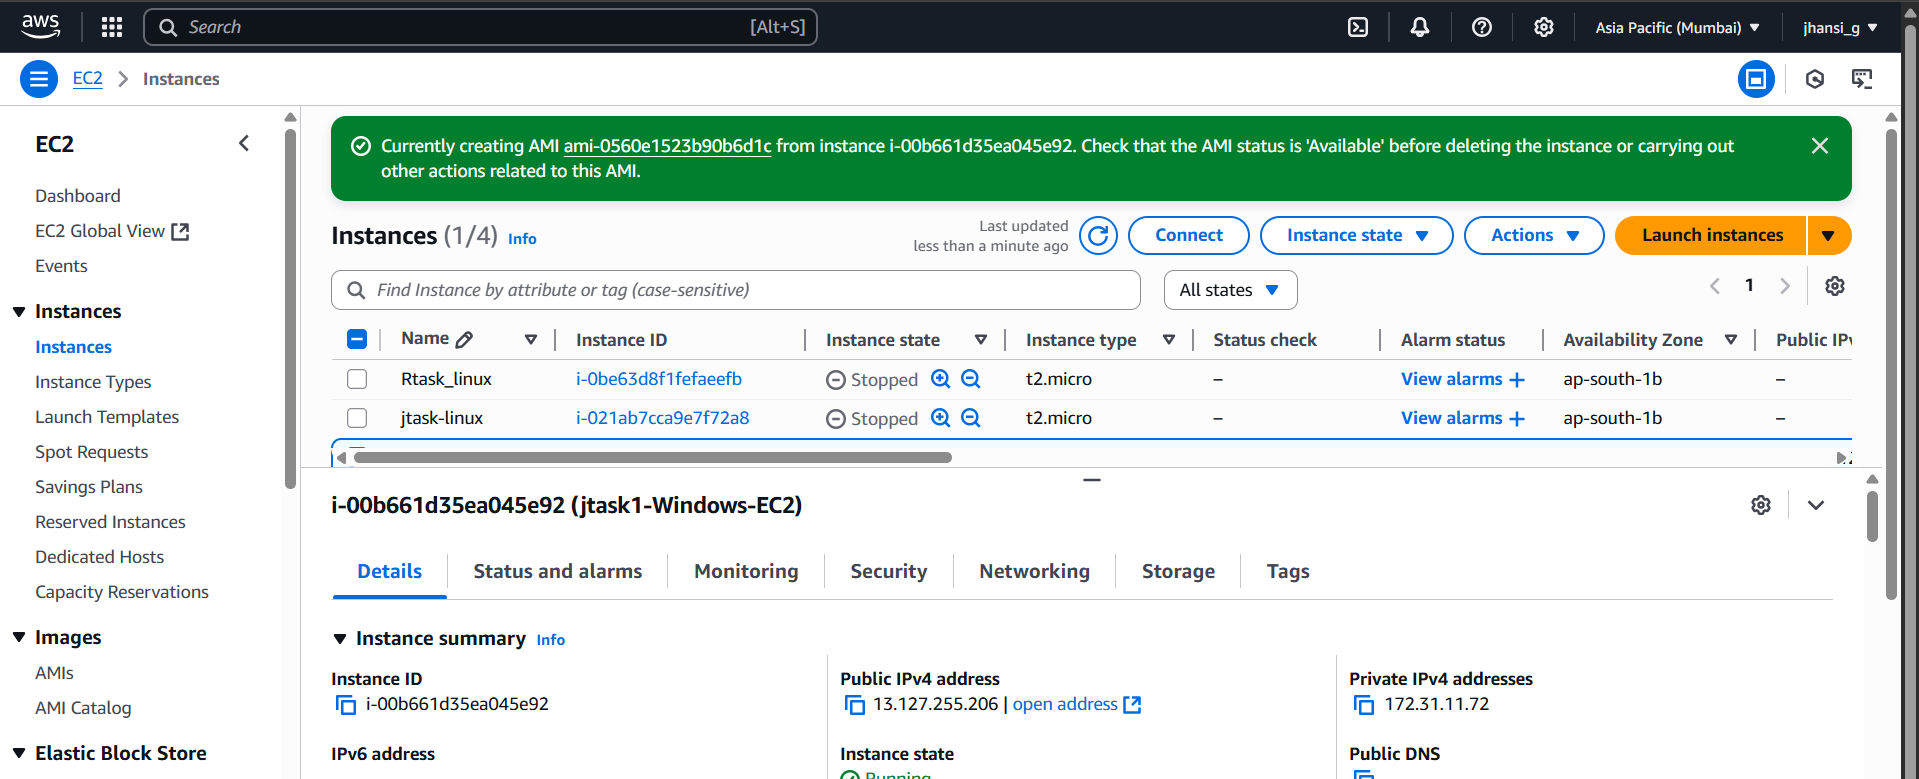 aws
Search [Alt+S]
Asia Pacific (Mumbai)
jhansi_g
EC2 Instances
EC2
Dashboard
EC2 Global View
Events
Instances
Instances
Instance Types
Launch Templates
Spot Requests
Savings Plans
Reserved Instances
Dedicated Hosts
Capacity Reservations
Images
AMIs
AMI Catalog
Elastic Block Store
Currently creating AMI ami-0560e1523b90b6d1c from instance i-00b661d35ea045e92. Check that the AMI status is 'Available' before deleting the instance or carrying out
other actions related to this AMI.
Instances (1/4) Info
Last updated
less than a minute ago
Connect
Instance state
Actions
Launch instances
Find Instance by attribute or tag (case-sensitive)
All states
1
Name Instance ID Instance state Instance type Status check Alarm status Availability Zone Public IPv
Rtask_linux i-0be63d8f1fefaeefb Stopped t2.micro – View alarms + ap-south-1b –
jtask-linux i-021ab7cca9e7f72a8 Stopped t2.micro – View alarms + ap-south-1b –
i-00b661d35ea045e92 (jtask1-Windows-EC2)
Details Status and alarms Monitoring Security Networking Storage Tags
Instance summary Info
Instance ID
i-00b661d35ea045e92
Public IPv4 address
13.127.255.206 | open address
Private IPv4 addresses
172.31.11.72
IPv6 address
Instance state
Running
Public DNS